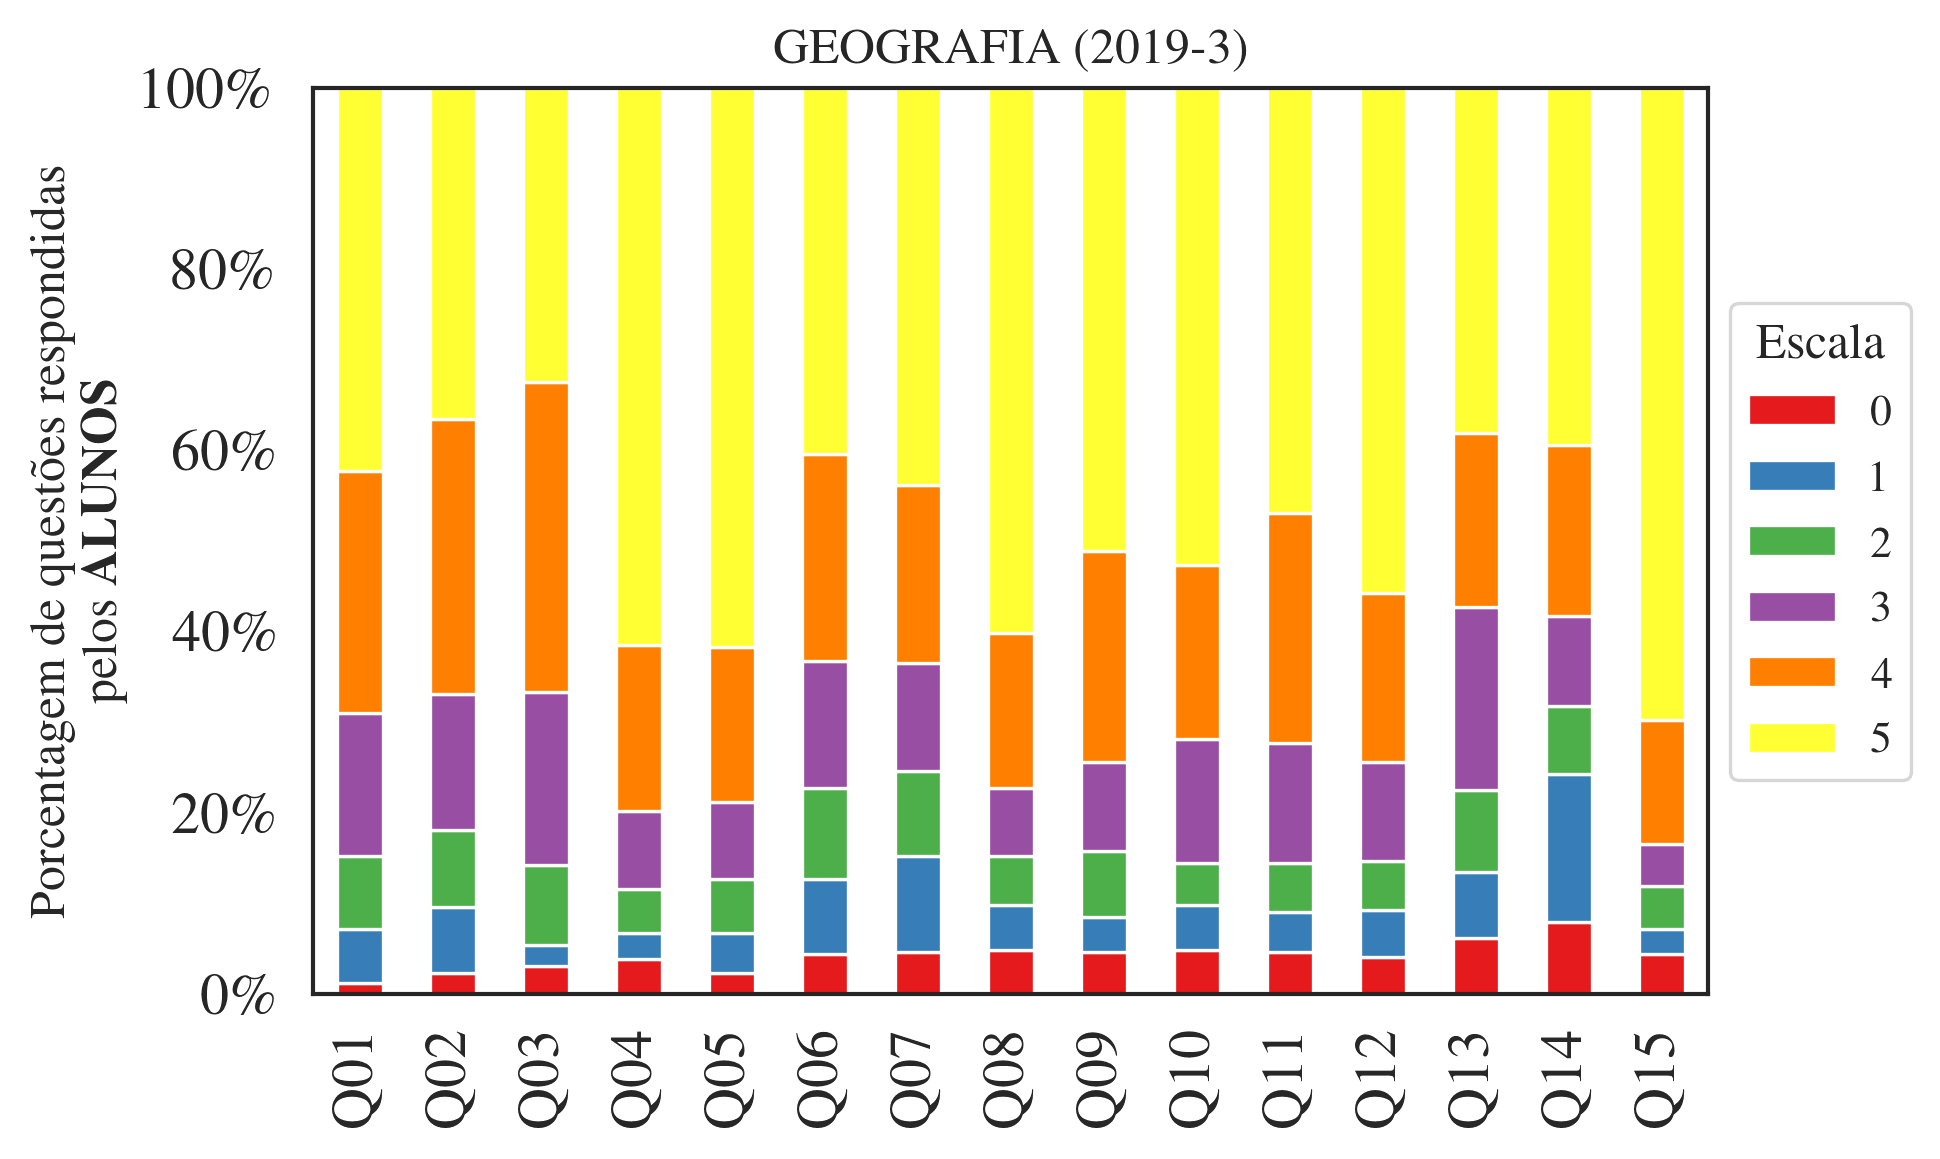 GEOGRAFIA (2019-3)
Porcentagem de questões respondidas
pelos ALUNOS
100%
80%
60%
40%
20%
0%
Q01
Q02
Q03
Q04
Q05
Q06
Q07
Q08
Q09
Q10
Q11
Q12
Q13
Q14
Q15
Escala
0
1
2
3
4
5